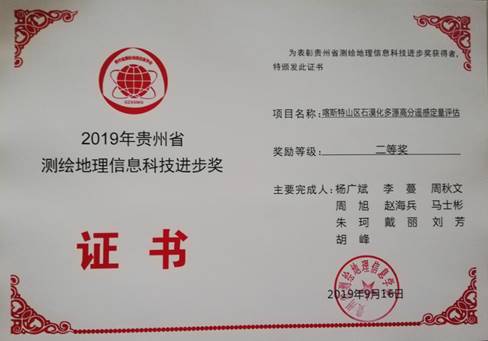 2019年贵州省
测绘地理信息科技进步奖
证书
为表彰贵州省测绘地理信息科技进步奖获得者，
特颁发此证书
项目名称：喀斯特山区石漠化多源高分遥感定量评估
奖励等级：二等奖
主要完成人：杨广斌 李蔓 周秋文
周旭 赵海兵 马士彬
朱珂 戴丽 刘芳
胡峰
2019年9月16日